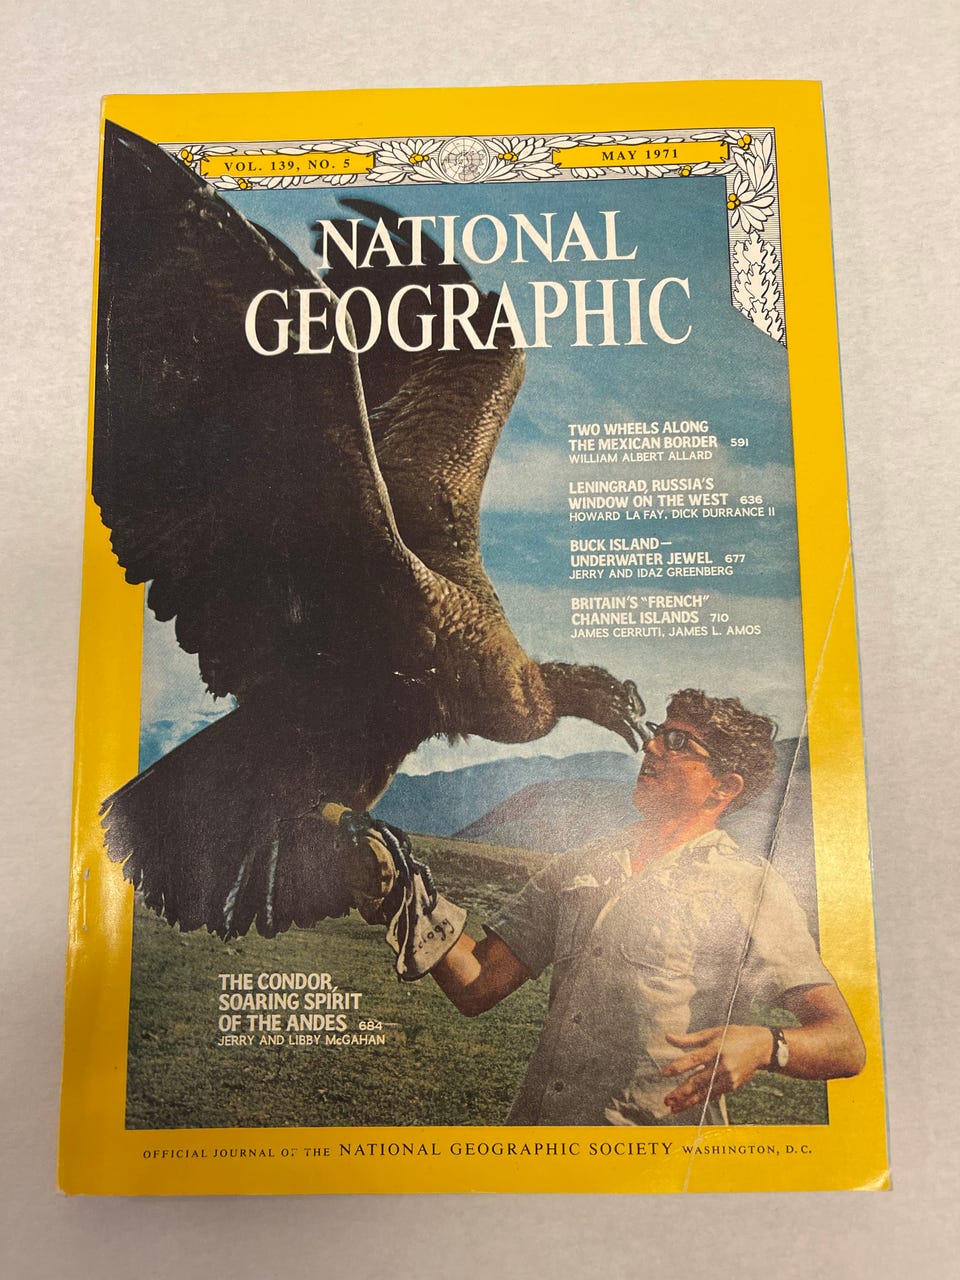 VOL. 139, NO. 5
MAY 1971
NATIONAL
GEOGRAPHIC
TWO WHEELS ALONG
THE MEXICAN BORDER 591
WILLIAM ALBERT ALLARD
LENINGRAD, RUSSIA'S
WINDOW ON THE WEST 636
HOWARD LA FAY, DICK DURRANCE II
BUCK ISLAND—
UNDERWATER JEWEL 677
JERRY AND IDAZ GREENBERG
BRITAIN'S "FRENCH"
CHANNEL ISLANDS 710
JAMES CERRUTI, JAMES L. AMOS
THE CONDOR,
SOARING SPIRIT
OF THE ANDES 684
JERRY AND LIBBY McGAHAN
OFFICIAL JOURNAL OF THE NATIONAL GEOGRAPHIC SOCIETY WASHINGTON, D.C.